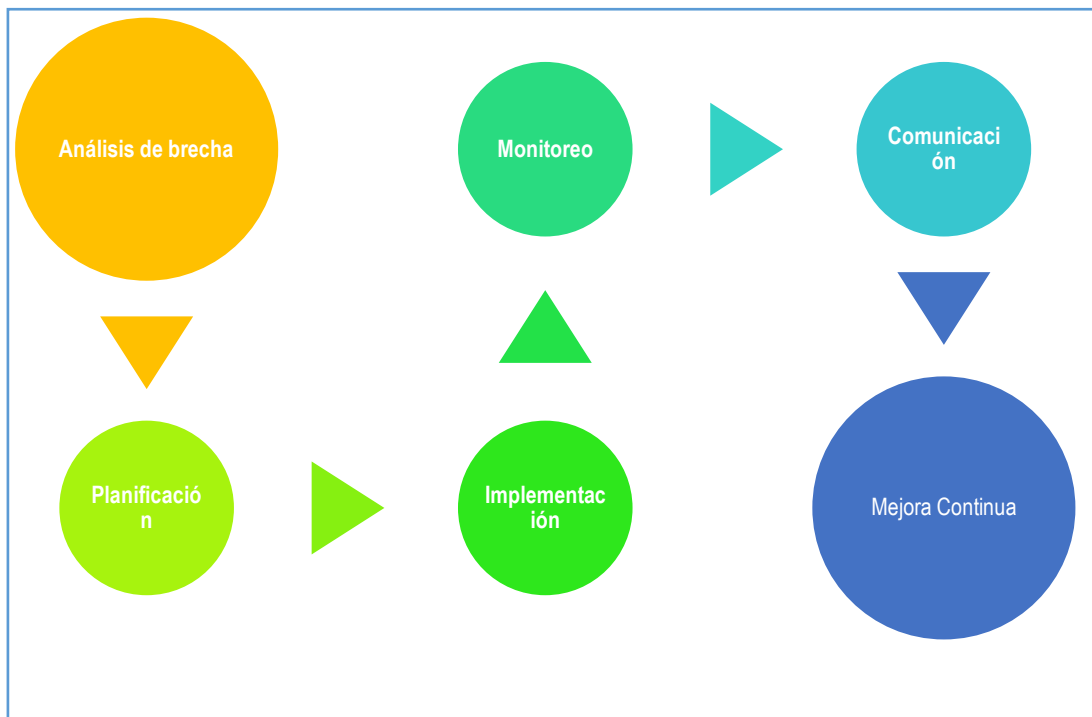 Análisis de brecha
Planificació
n
Implementac
ión
Monitoreo
Comunicaci
ón
Mejora Continua